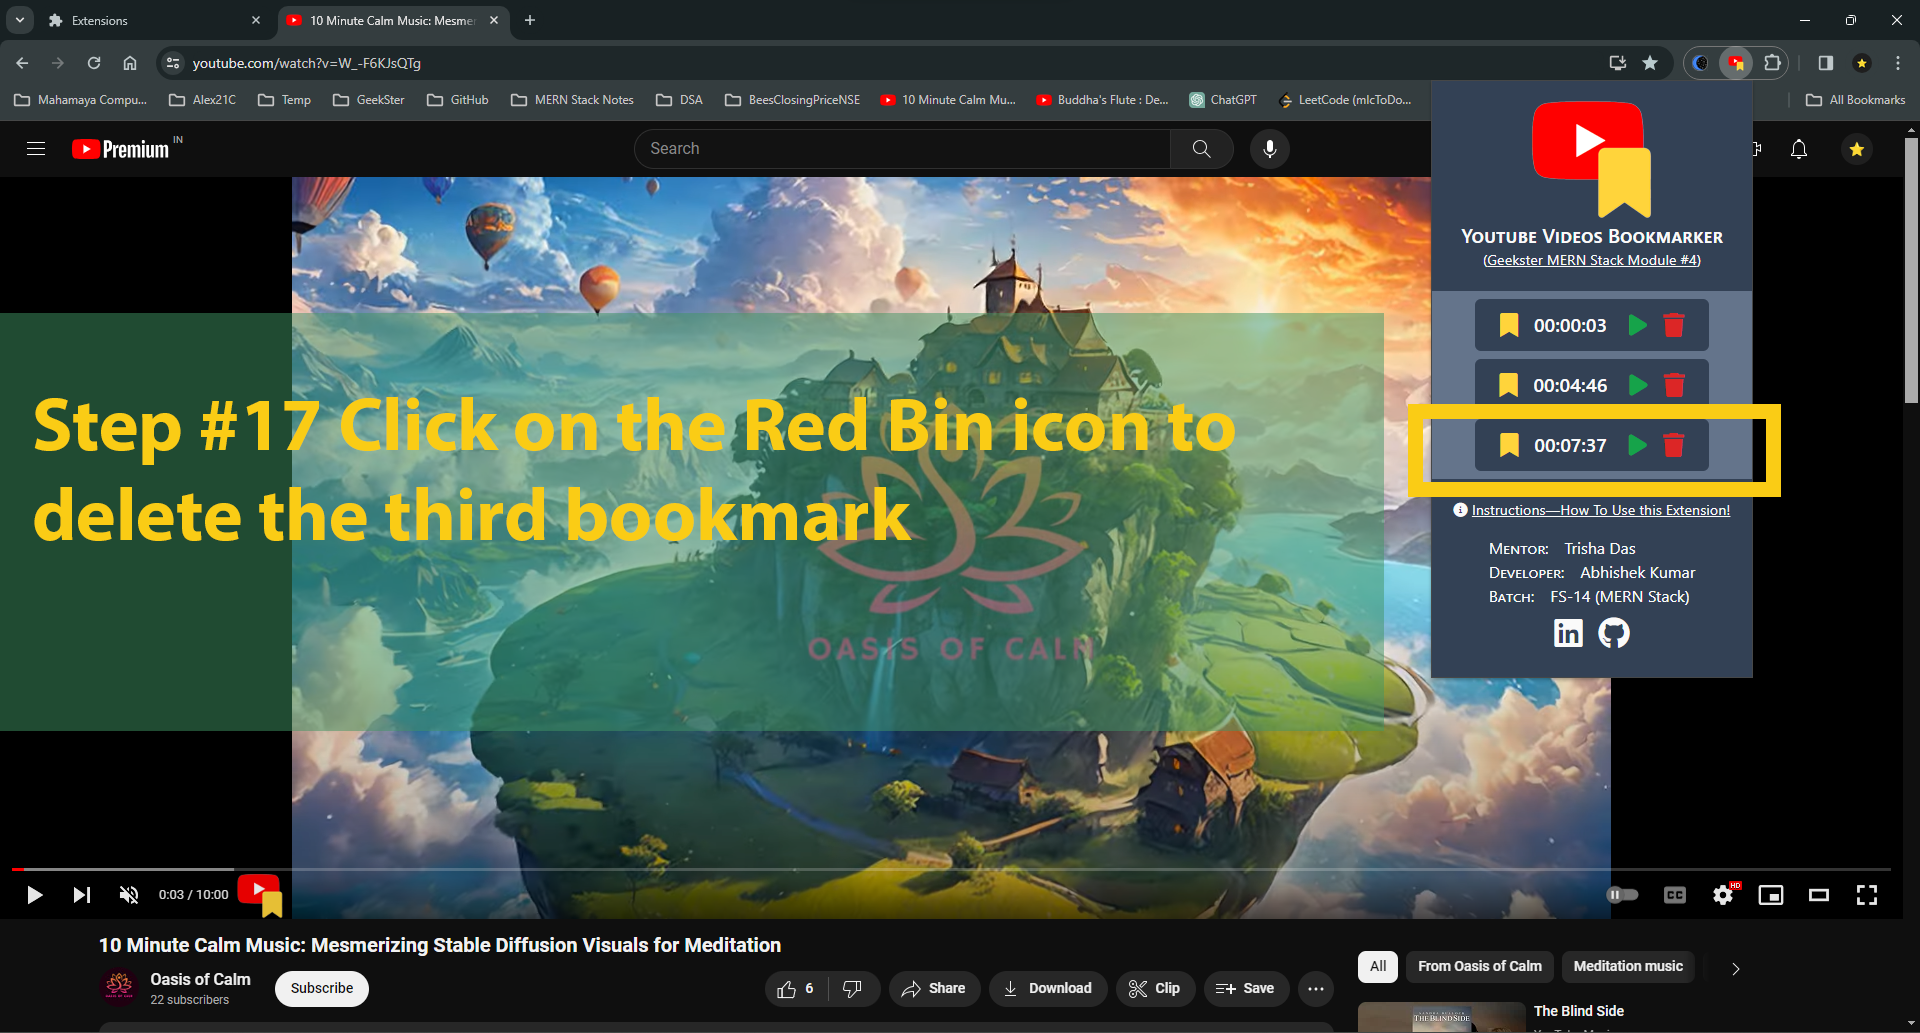 Extensions
10 Minute Calm Music: Mesme
youtube.com/watch?v=W_-F6KJsQTg
Mahamaya Compu...
Alex21C
Temp
GeekSter
GitHub
MERN Stack Notes
DSA
BeesClosingPriceNSE
10 Minute Calm Mu...
Buddha's Flute : De...
ChatGPT
LeetCode (mlcToDo...
All Bookmarks
Premium IN
Search
Youtube Videos Bookmarker
(Geekster MERN Stack Module #4)
00:00:03
00:04:46
00:07:37
Instructions—How To Use this Extension!
Mentor: Trisha Das
Developer: Abhishek Kumar
Batch: FS-14 (MERN Stack)
in
Step #17 Click on the Red Bin icon to
delete the third bookmark
OASIS OF CALM
0:03 / 10:00
CC
HD
10 Minute Calm Music: Mesmerizing Stable Diffusion Visuals for Meditation
Oasis of Calm
22 subscribers
Subscribe
6
Share
Download
Clip
Save
All
From Oasis of Calm
Meditation music
THE BLIND SIDE
The Blind Side